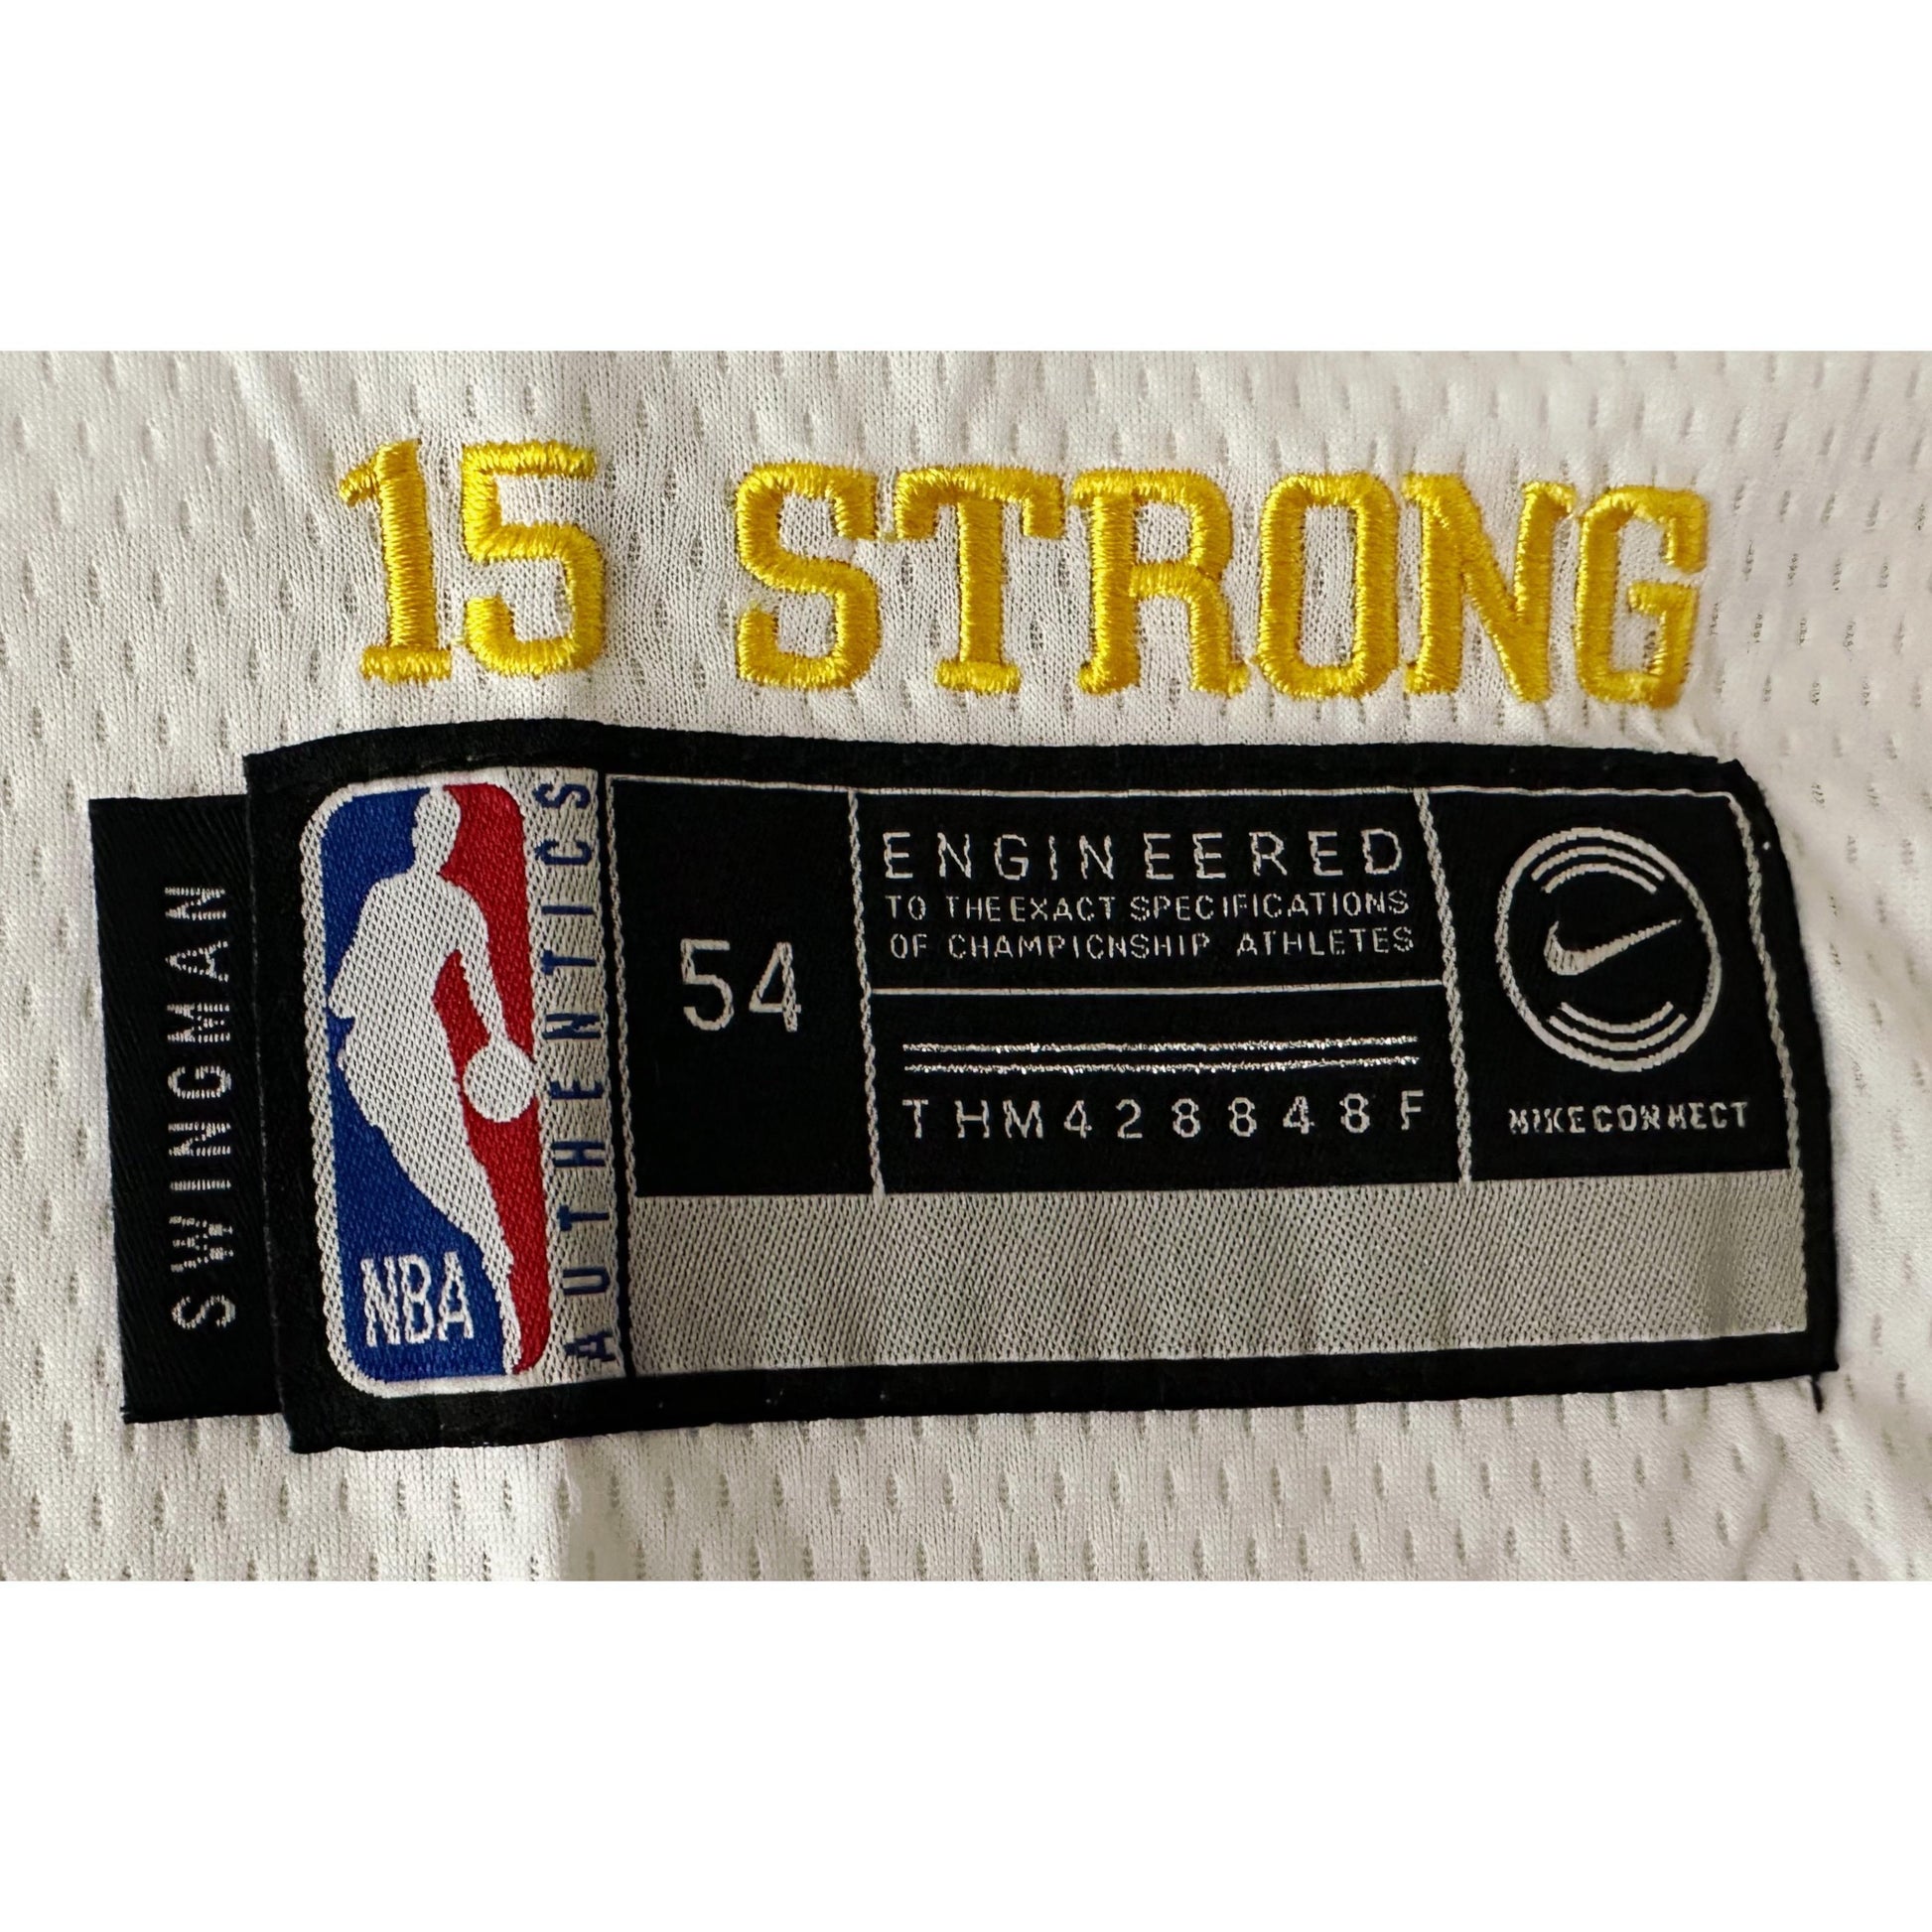 15 STRONG
SWINGMAN
NBA
AUTHENTICS
54
ENGINEERED
TO THE EXACT SPECIFICATIONS
OF CHAMPICNSHIP ATHLETES
THM428848F
NIKECONNECT